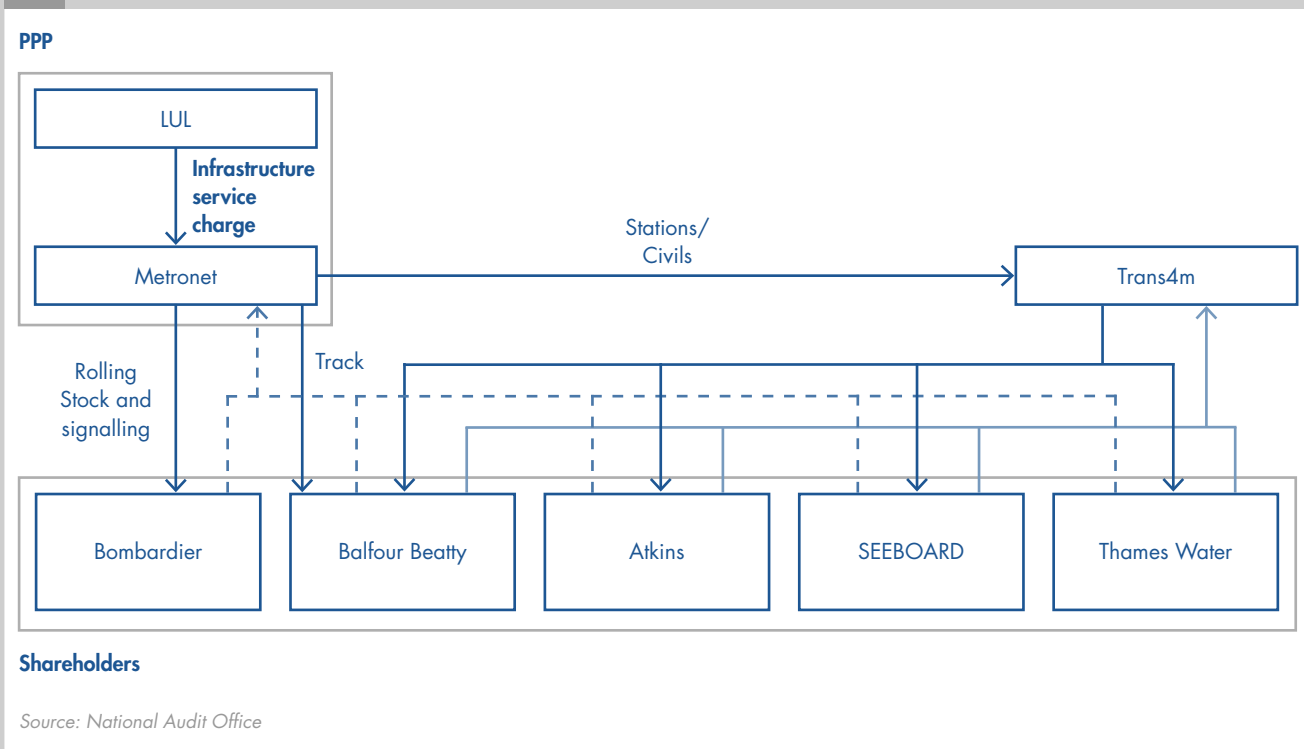 PPP
LUL
Infrastructure
service
charge
Stations/
Civils
Metronet
Trans4m
Track
Rolling
Stock and
signalling
Bombardier
Balfour Beatty
Atkins
SEEBOARD
Thames Water
Shareholders
Source: National Audit Office